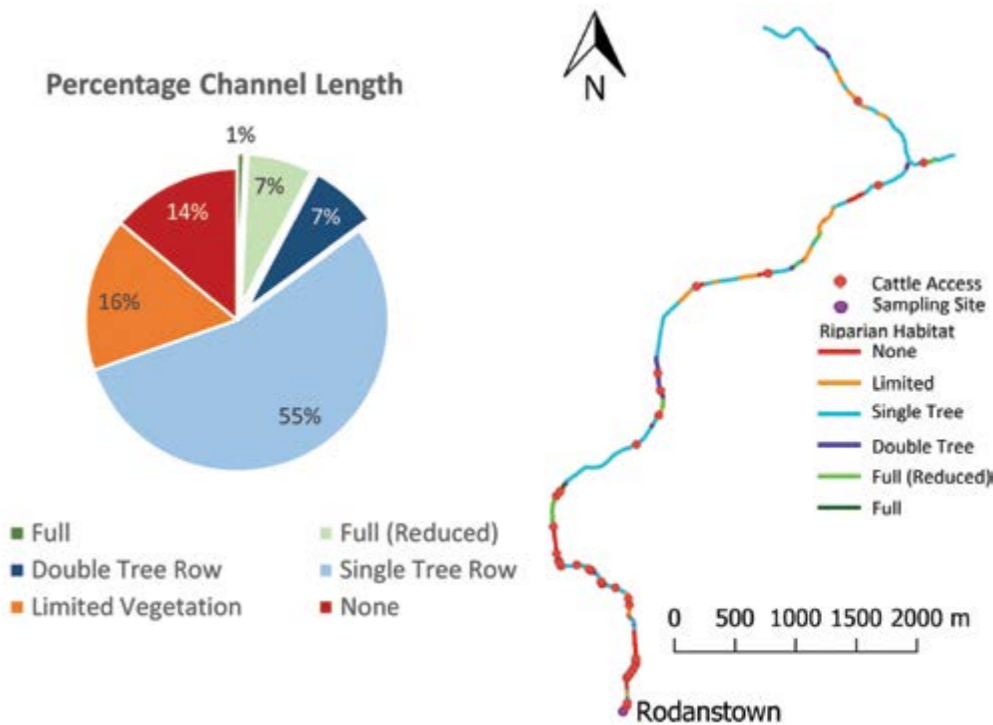 Percentage Channel Length
1%
7%
7%
14%
16%
55%
Full
Full (Reduced)
Double Tree Row
Single Tree Row
Limited Vegetation
None
N
Cattle Access
Sampling Site
Riparian Habitat
None
Limited
Single Tree
Double Tree
Full (Reduced)
Full
0 500 1000 1500 2000 m
Rodanstown